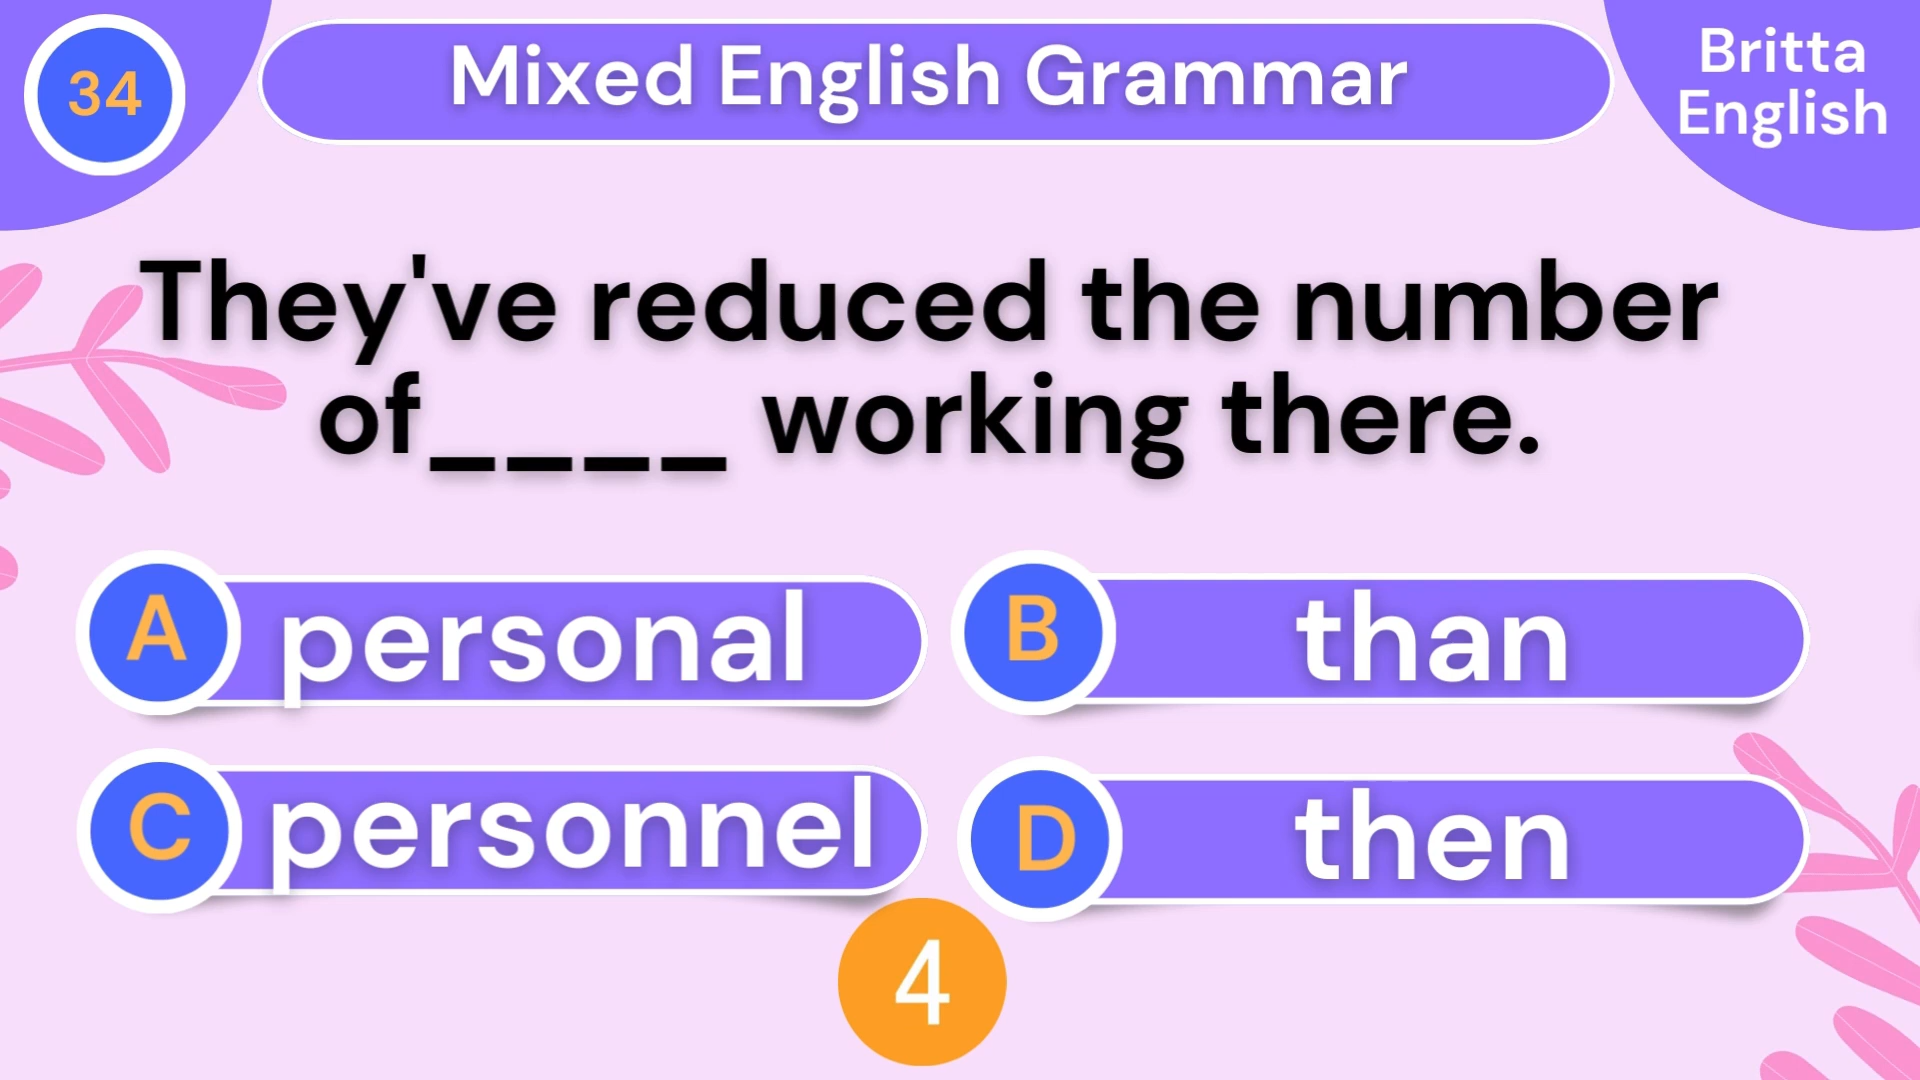 34
Mixed English Grammar
Britta
English
They've reduced the number
of____ working there.
A personal
B than
C personnel
D then
4